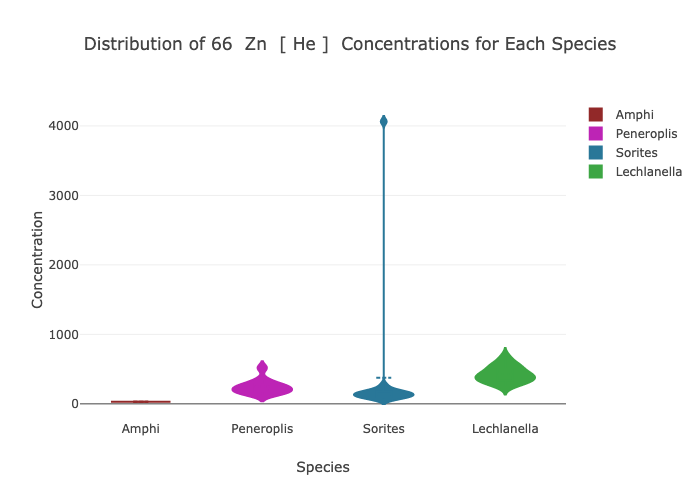 Distribution of 66  Zn  [ He ]  Concentrations for Each Species
Amphi
Peneroplis
Sorites
Lechlanella
4000
3000
2000
1000
0
Concentration
Amphi
Peneroplis
Sorites
Lechlanella
Species